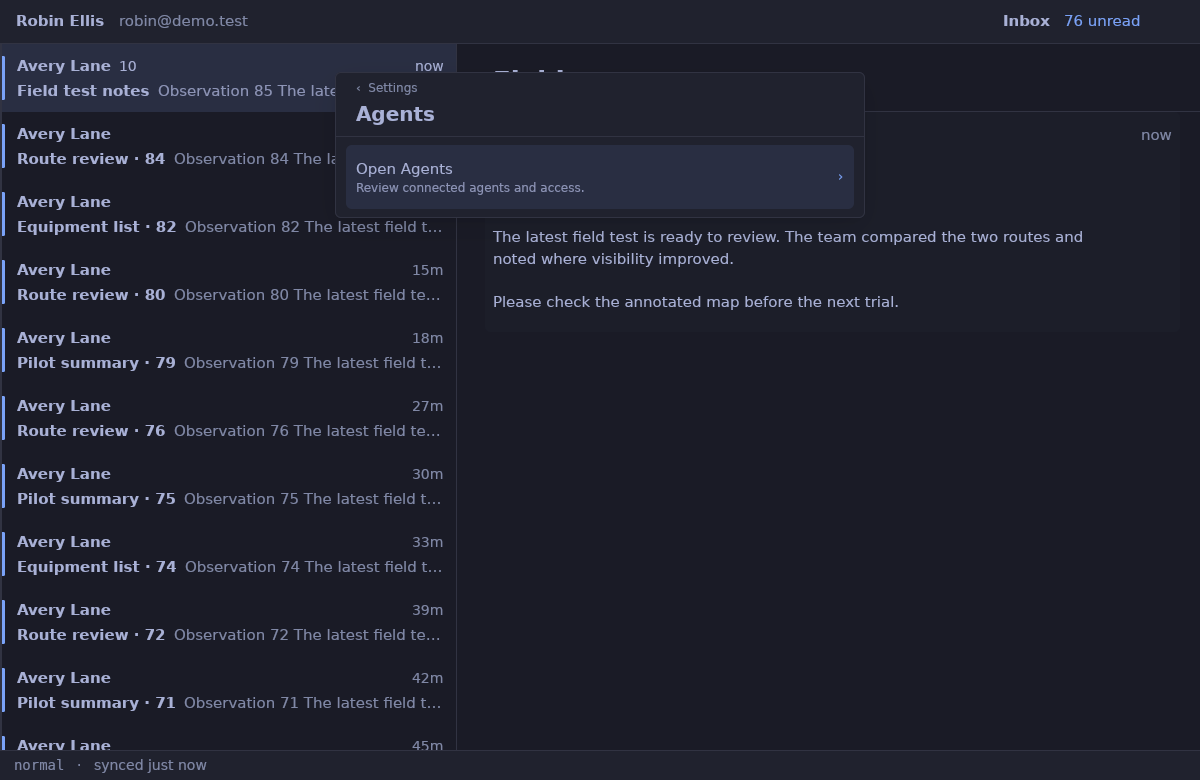 Robin Ellis robin@demo.test
Inbox 76 unread
Avery Lane 10 now
Field test notes Observation 85 The late
Avery Lane
Route review · 84 Observation 84 The la
Avery Lane
Equipment list · 82 Observation 82 The latest field t…
Avery Lane 15m
Route review · 80 Observation 80 The latest field te…
Avery Lane 18m
Pilot summary · 79 Observation 79 The latest field t…
Avery Lane 27m
Route review · 76 Observation 76 The latest field te…
Avery Lane 30m
Pilot summary · 75 Observation 75 The latest field t…
Avery Lane 33m
Equipment list · 74 Observation 74 The latest field t…
Avery Lane 39m
Route review · 72 Observation 72 The latest field te…
Avery Lane 42m
Pilot summary · 71 Observation 71 The latest field t…
Avery Lane 45m
‹ Settings
Agents
Open Agents
Review connected agents and access.
›
now
The latest field test is ready to review. The team compared the two routes and
noted where visibility improved.
Please check the annotated map before the next trial.
normal · synced just now